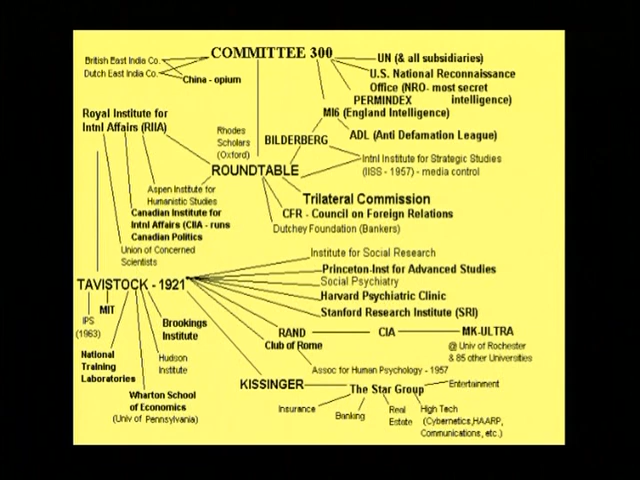 COMMITTEE 300
British East India Co.
Dutch East India Co.
China - opium
UN (& all subsidiaries)
U.S. National Reconnaissance
Office (NRO- most secret
intelligence)
PERMINDEX
MI6 (England Intelligence)
ADL (Anti Defamation League)
Royal Institute for
Intnl Affairs (RIIA)
Rhodes
Scholars
(Oxford)
BILDERBERG
Intnl Institute for Strategic Studies
(IISS - 1957) - media control
ROUNDTABLE
Aspen Institute for
Humanistic Studies
Trilateral Commission
Canadian Institute for
Intnl Affairs (CIIA - runs
Canadian Politics
CFR - Council on Foreign Relations
Dutchey Foundation (Bankers)
Union of Concerned
Scientists
Institute for Social Research
Princeton-Inst for Advanced Studies
Social Psychiatry
Harvard Psychiatric Clinic
Stanford Research Institute (SRI)
TAVISTOCK - 1921
MIT
IPS
(1963)
Brookings
Institute
RAND
CIA
MK-ULTRA
Club of Rome
@ Univ of Rochester
& 85 other Universities
National
Training
Laboratories
Hudson
Institute
Assoc for Human Psychology - 1957
KISSINGER
The Star Group
Entertainment
Wharton School
of Economics
(Univ of Pennsylvania)
Insurance
Banking
Real
Estate
High Tech
(Cybernetics,HAARP,
Communications, etc.)